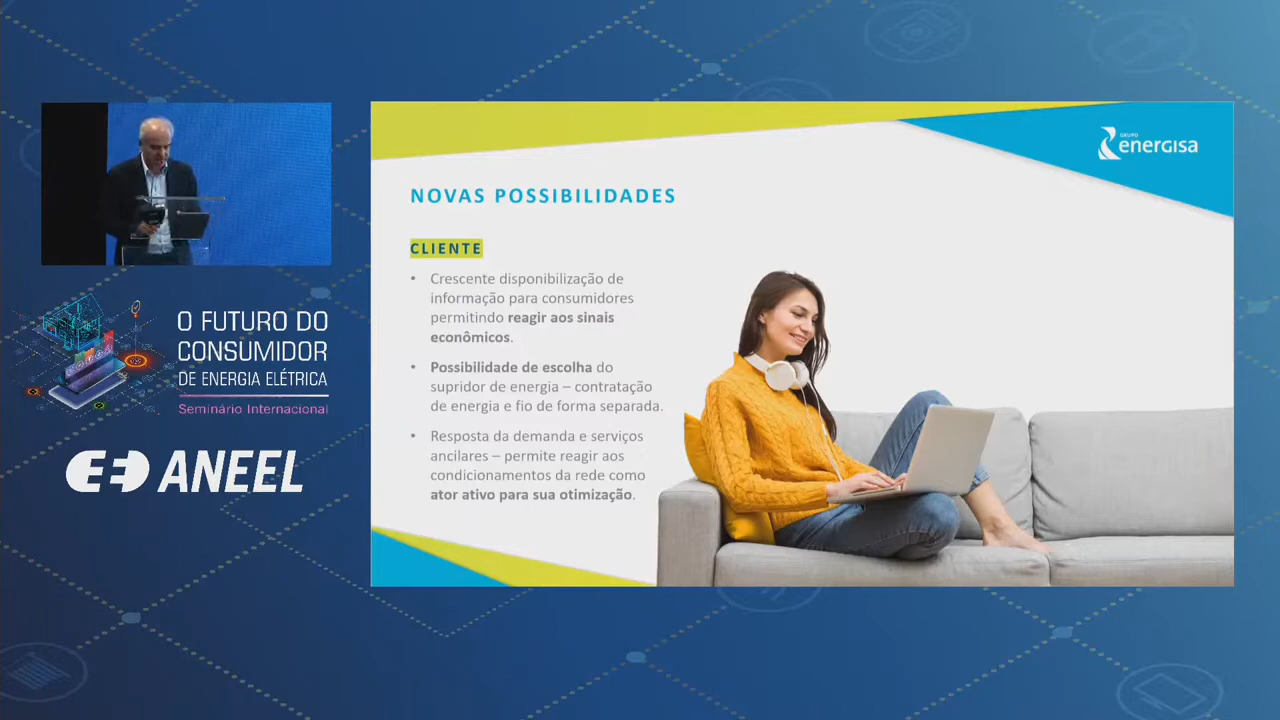 O FUTURO DO
CONSUMIDOR
DE ENERGIA ELÉTRICA
Seminário Internacional
ANEEL
GRUPO
energisa
NOVAS POSSIBILIDADES
CLIENTE
• Crescente disponibilização de
informação para consumidores
permitindo reagir aos sinais
econômicos.
• Possibilidade de escolha do
supridor de energia – contratação
de energia e fio de forma separada.
• Resposta da demanda e serviços
ancilares – permite reagir aos
condicionamentos da rede como
ator ativo para sua otimização.